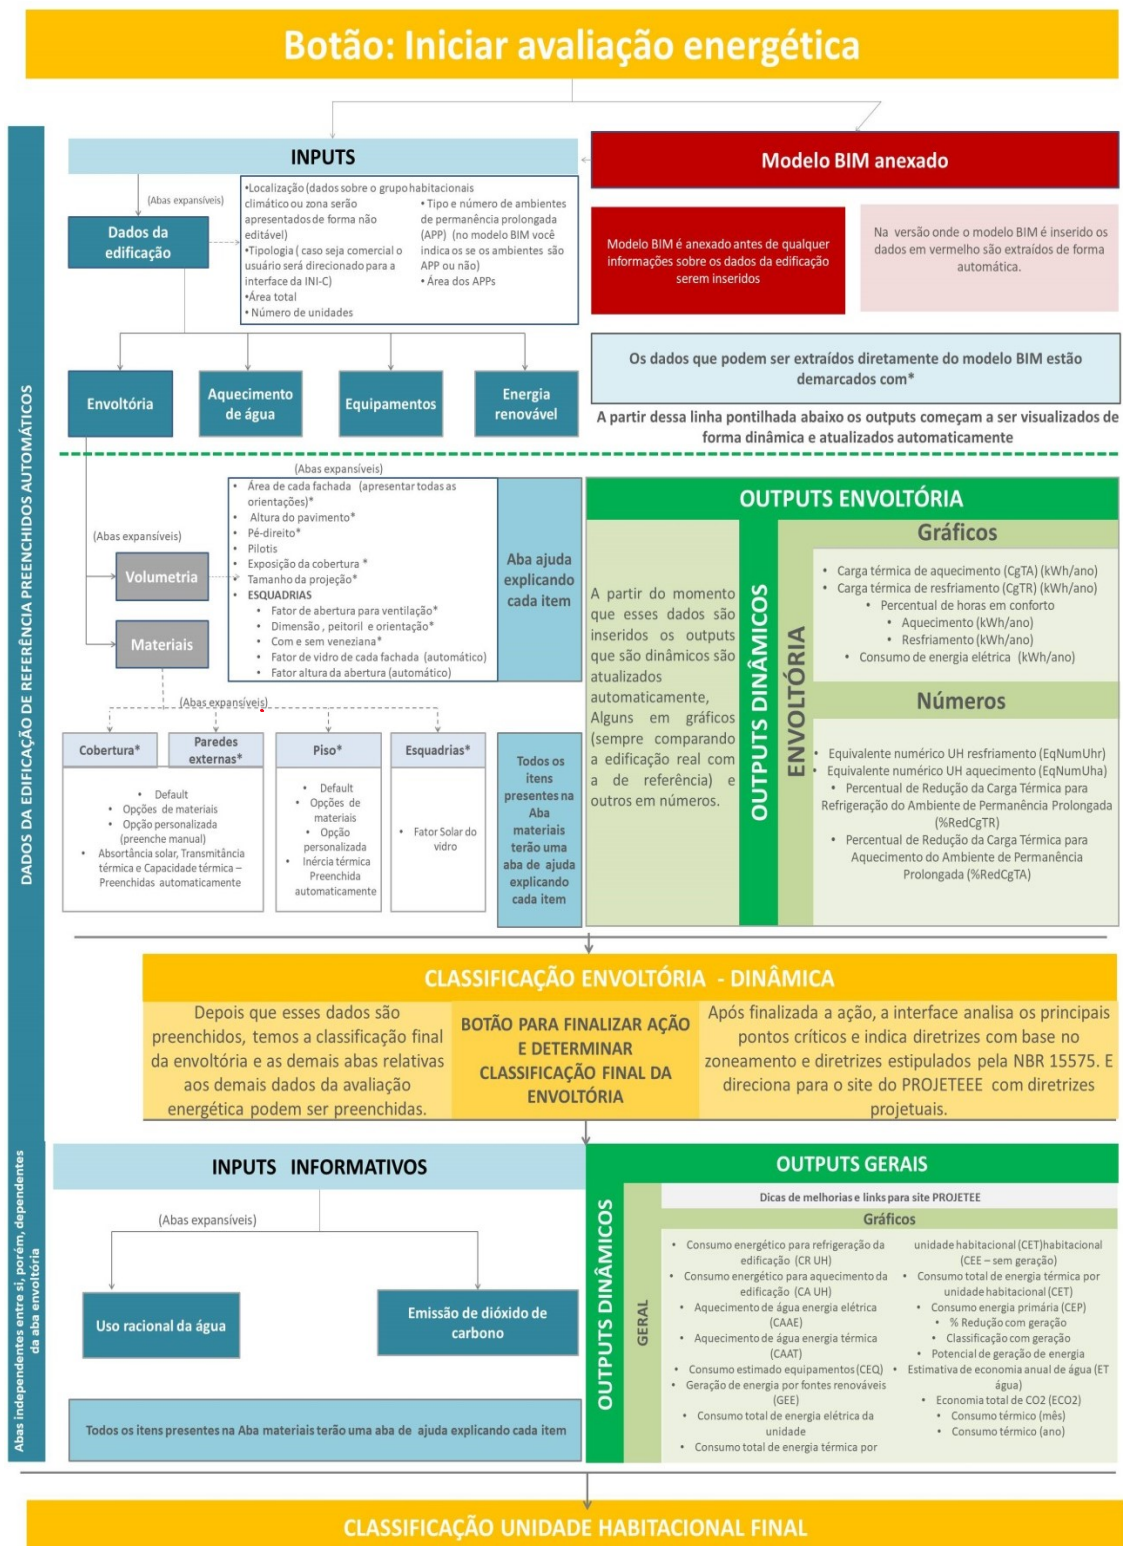 Botão: Iniciar avaliação energética
DADOS DA EDIFICAÇÃO DE REFERÊNCIA PREENCHIDOS AUTOMÁTICOS
INPUTS
Modelo BIM anexado
(Abas expansíveis)
Dados da
edificação
•Localização (dados sobre o grupo habitacionais
climático ou zona serão
apresentados de forma não
editável)
•Tipologia ( caso seja comercial o
usuário será direcionado para a
interface da INI-C)
•Área total
• Número de unidades
• Tipo e número de ambientes
de permanência prolongada
(APP) (no modelo BIM você
indica os se os ambientes são
APP ou não)
• Área dos APPs
Modelo BIM é anexado antes de qualquer
informações sobre os dados da edificação
serem inseridos
Na versão onde o modelo BIM é inserido os
dados em vermelho são extraídos de forma
automática.
Envoltória
Aquecimento
de água
Equipamentos
Energia
renovável
Os dados que podem ser extraídos diretamente do modelo BIM estão
demarcados com*
A partir dessa linha pontilhada abaixo os outputs começam a ser visualizados de
forma dinâmica e atualizados automaticamente
(Abas expansíveis)
(Abas expansíveis)
Volumetria
Materiais
• Área de cada fachada (apresentar todas as
orientações)*
• Altura do pavimento*
• Pé-direito*
• Pilotis
• Exposição da cobertura *
• Tamanho da projeção*
• ESQUADRIAS
• Fator de abertura para ventilação*
• Dimensão , peitoril e orientação*
• Com e sem veneziana*
• Fator de vidro de cada fachada (automático)
• Fator altura da abertura (automático)
Aba ajuda
explicando
cada item
(Abas expansíveis)
Cobertura*
Paredes
externas*
Piso*
Esquadrias*
• Default
• Opções de materiais
• Opção personalizada
(preenche manual)
• Absortância solar, Transmitância
térmica e Capacidade térmica –
Preenchidas automaticamente
• Default
• Opções de
materiais
• Opção
personalizada
• Inércia térmica
Preenchida
automaticamente
• Fator Solar do
vidro
Todos os
itens
presentes na
Aba
materiais
terão uma
aba de ajuda
explicando
cada item
OUTPUTS ENVOLTÓRIA
A partir do momento
que esses dados são
inseridos os outputs
que são dinâmicos são
atualizados
automaticamente,
Alguns em gráficos
(sempre comparando
a edificação real com
a de referência) e
outros em números.
OUTPUTS DINÂMICOS
ENVOLTÓRIA
Gráficos
• Carga térmica de aquecimento (CgTA) (kWh/ano)
• Carga térmica de resfriamento (CgTR) (kWh/ano)
• Percentual de horas em conforto
• Aquecimento (kWh/ano)
• Resfriamento (kWh/ano)
• Consumo de energia elétrica (kWh/ano)
Números
• Equivalente numérico UH resfriamento (EqNumUhr)
• Equivalente numérico UH aquecimento (EqNumUha)
• Percentual de Redução da Carga Térmica para
Refrigeração do Ambiente de Permanência Prolongada
(%RedCgTR)
• Percentual de Redução da Carga Térmica para
Aquecimento do Ambiente de Permanência
Prolongada (%RedCgTA)
CLASSIFICAÇÃO ENVOLTÓRIA - DINÂMICA
Depois que esses dados são
preenchidos, temos a classificação final
da envoltória e as demais abas relativas
aos demais dados da avaliação
energética podem ser preenchidas.
BOTÃO PARA FINALIZAR AÇÃO
E DETERMINAR
CLASSIFICAÇÃO FINAL DA
ENVOLTÓRIA
Após finalizada a ação, a interface analisa os principais
pontos críticos e indica diretrizes com base no
zoneamento e diretrizes estipulados pela NBR 15575. E
direciona para o site do PROJETEEE com diretrizes
projetuais.
Abas independentes entre si, porém, dependentes
da aba envoltória
INPUTS INFORMATIVOS
(Abas expansíveis)
Uso racional da água
Emissão de dióxido de
carbono
Todos os itens presentes na Aba materiais terão uma aba de ajuda explicando cada item
OUTPUTS GERAIS
OUTPUTS DINÂMICOS
GERAL
Dicas de melhorias e links para site PROJETEE
Gráficos
• Consumo energético para refrigeração da
edificação (CR UH)
• Consumo energético para aquecimento da
edificação (CA UH)
• Aquecimento de água energia elétrica
(CAAE)
• Aquecimento de água energia térmica
(CAAT)
• Consumo estimado equipamentos (CEQ)
• Geração de energia por fontes renováveis
(GEE)
• Consumo total de energia elétrica da
unidade
• Consumo total de energia térmica por
unidade habitacional (CET)habitacional
(CEE – sem geração)
• Consumo total de energia térmica por
unidade habitacional (CET)
• Consumo energia primária (CEP)
• % Redução com geração
• Classificação com geração
• Potencial de geração de energia
• Estimativa de economia anual de água (ET
água)
• Economia total de CO2 (ECO2)
• Consumo térmico (mês)
• Consumo térmico (ano)
CLASSIFICAÇÃO UNIDADE HABITACIONAL FINAL